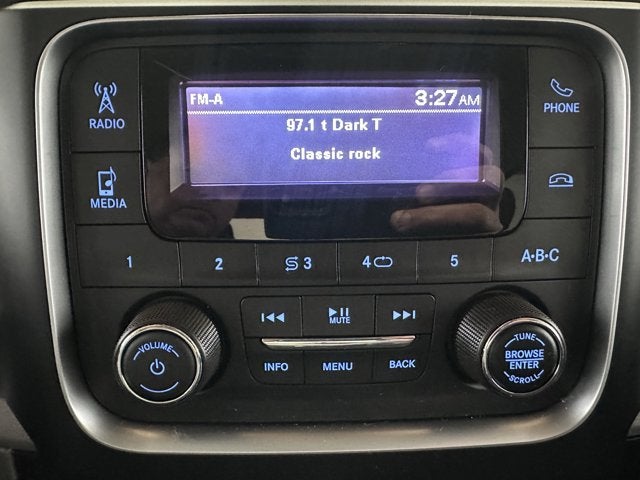 FM-A 3:27AM
97.1 t Dark T
Classic rock
RADIO
PHONE
MEDIA
1 2 3 4 5 A·B·C
MUTE
VOLUME
INFO MENU BACK
TUNE
BROWSE
ENTER
SCROLL